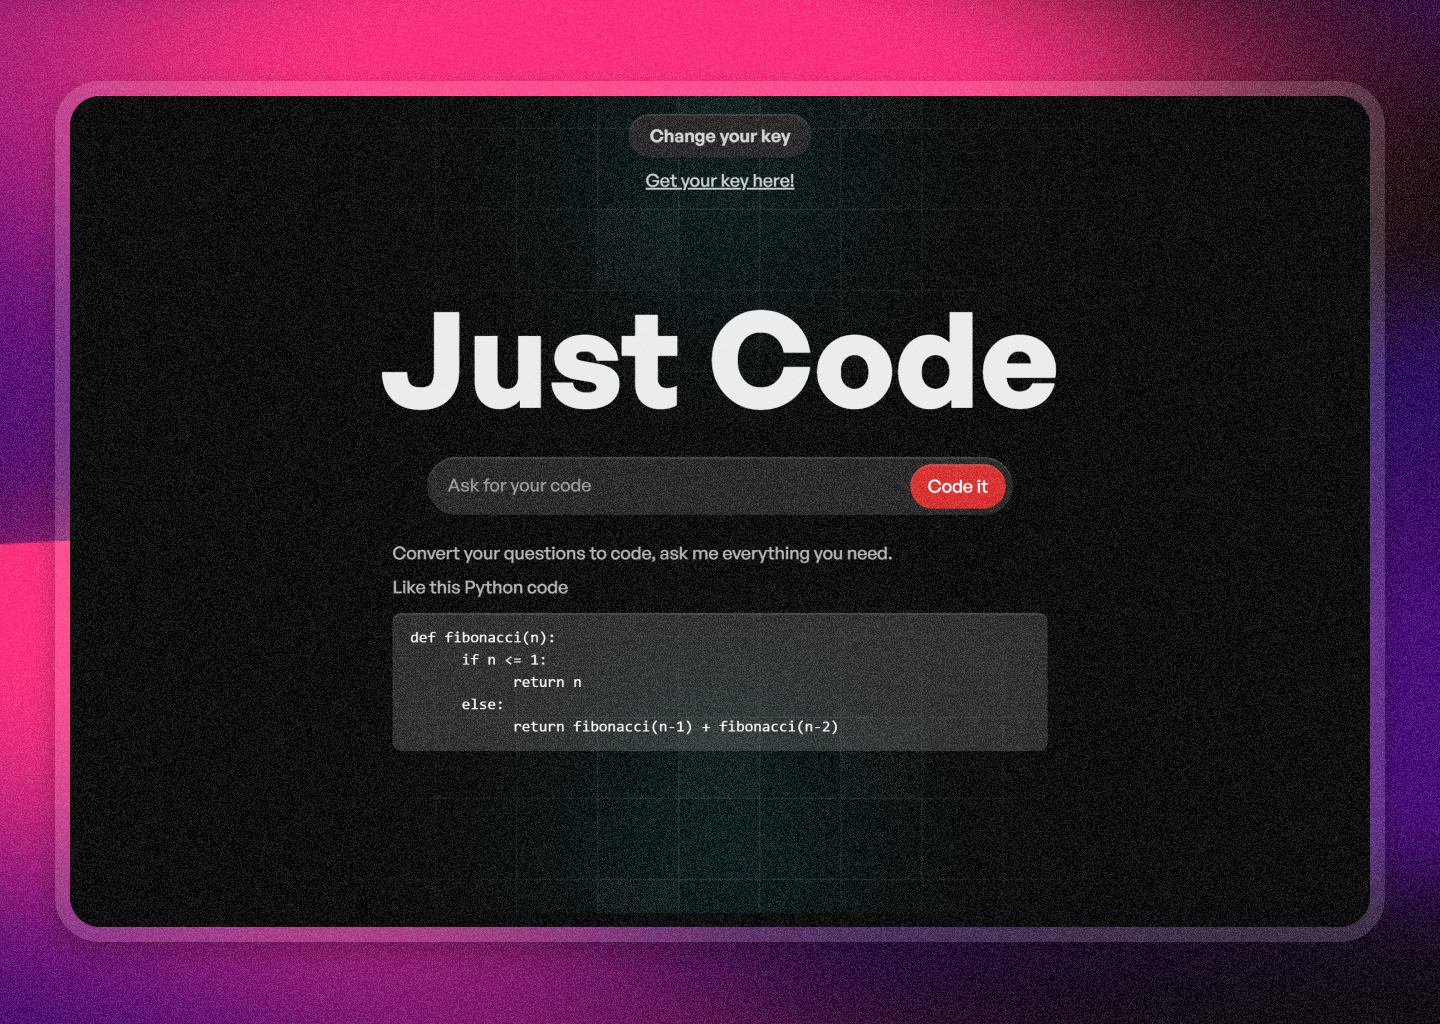 Change your key
Get your key here!
Just Code
Ask for your code
Code it
Convert your questions to code, ask me everything you need.
Like this Python code
def fibonacci(n):
      if n <= 1:
            return n
      else:
            return fibonacci(n-1) + fibonacci(n-2)